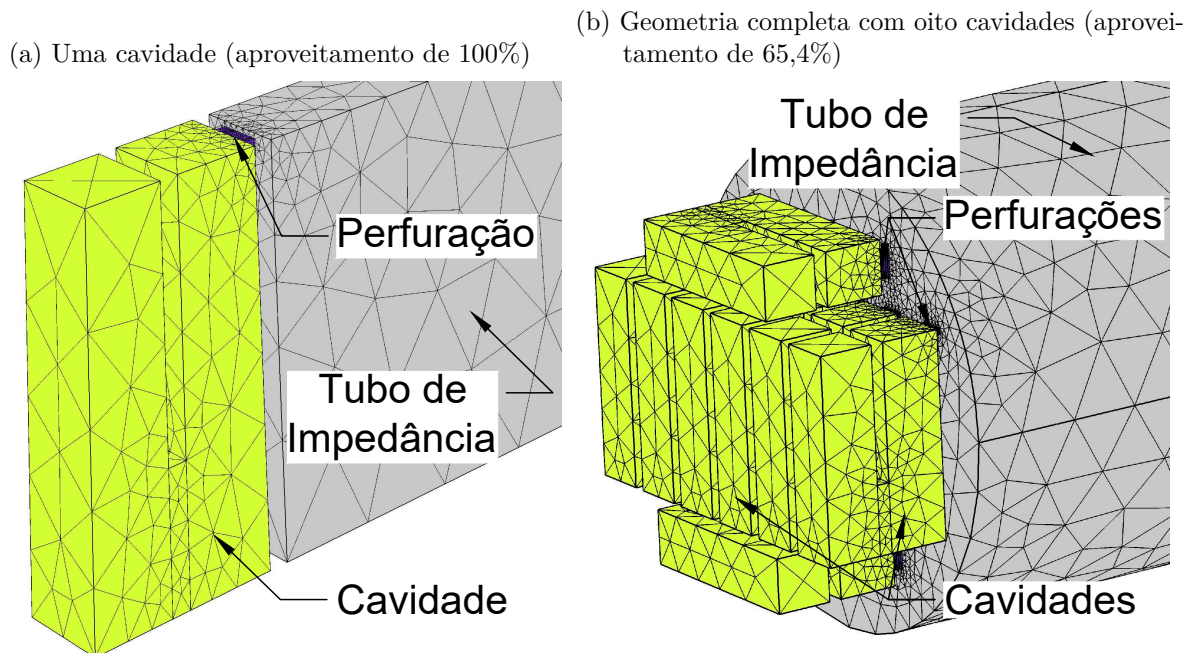 (a) Uma cavidade (aproveitamento de 100%)
Perfuração
Tubo de
Impedância
Cavidade
(b) Geometria completa com oito cavidades (aprovei-
tamento de 65,4%)
Tubo de
Impedância
Perfurações
Cavidades